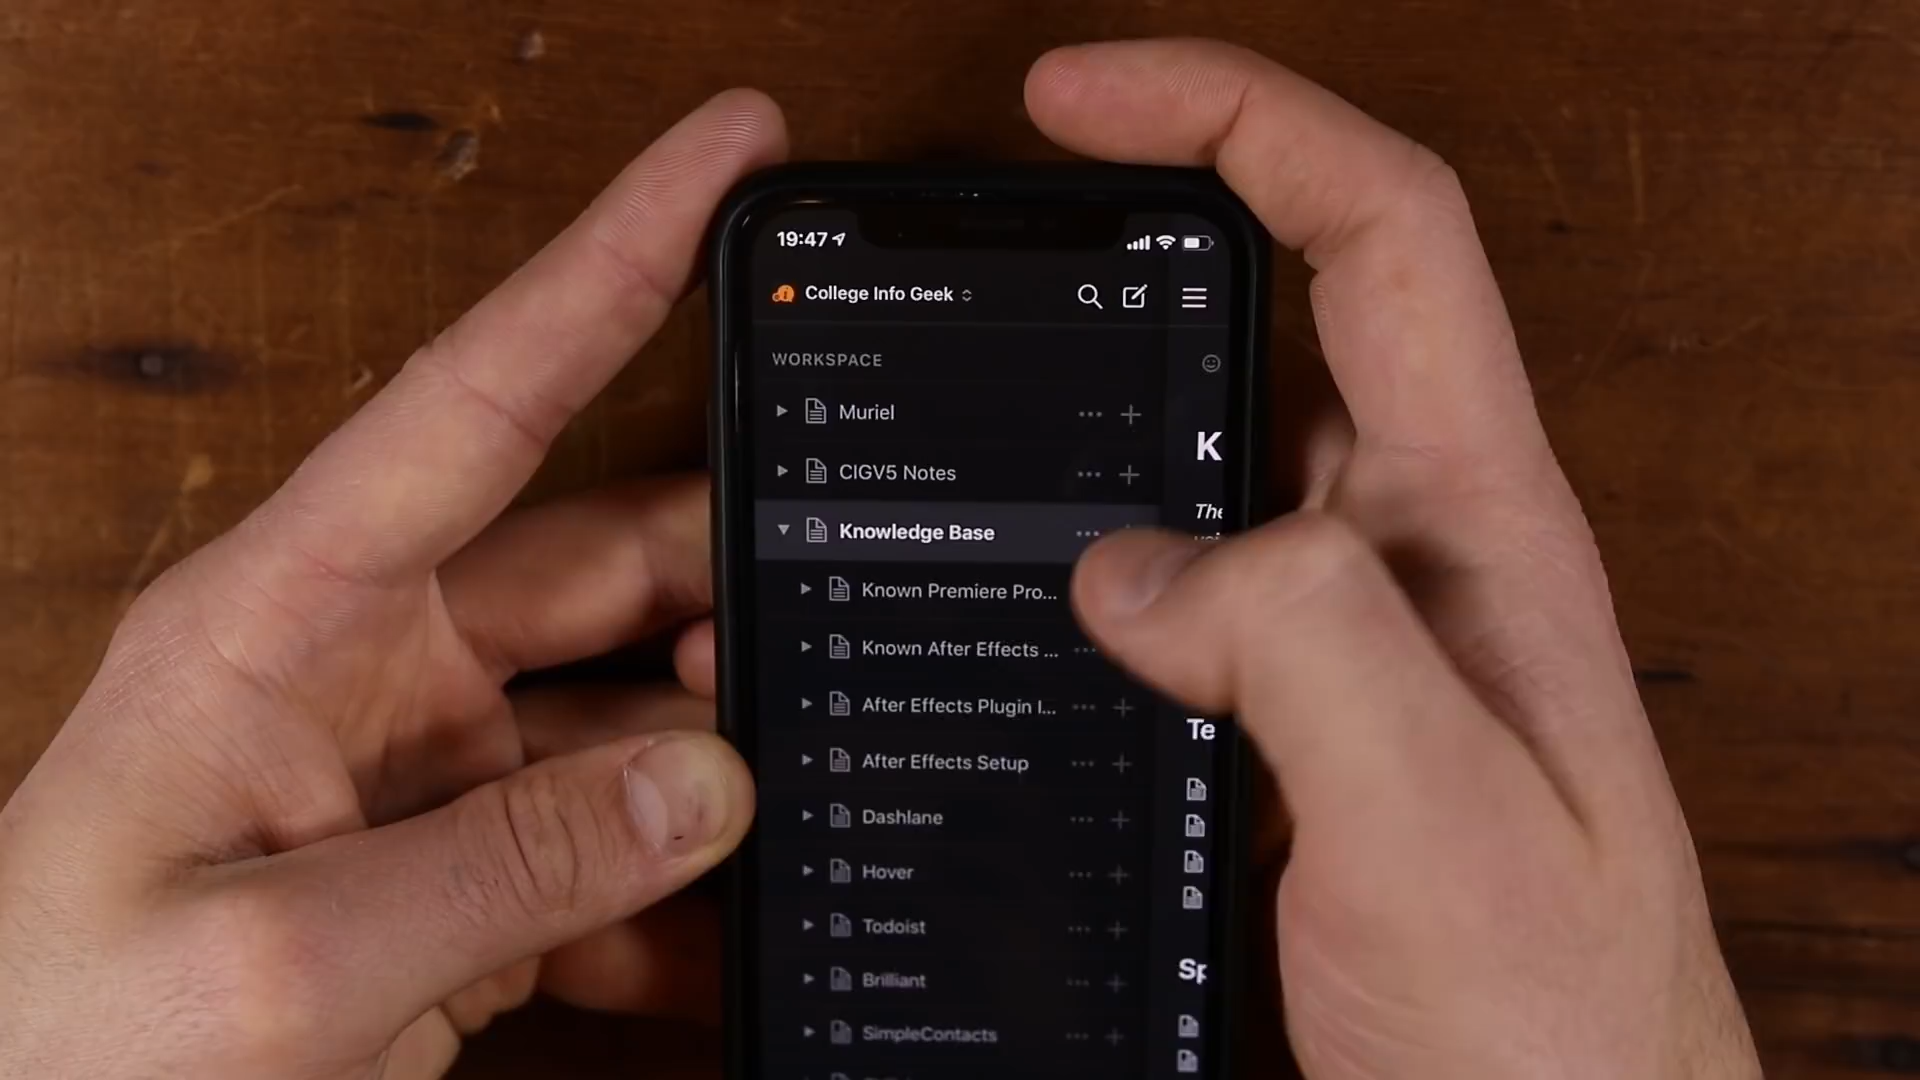 19:47
College Info Geek
WORKSPACE
Muriel
CIGV5 Notes
K
The
Knowledge Base
Known Premiere Pro...
Known After Effects ...
After Effects Plugin I...
Te
After Effects Setup
Dashlane
Hover
Todoist
Sp
Brilliant
SimpleContacts